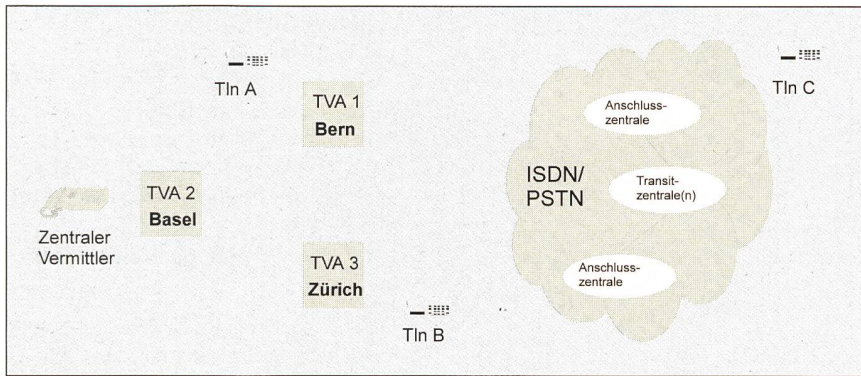 Tln A
TVA 1
Bern
TVA 2
Basel
Zentraler
Vermittler
TVA 3
Zürich
Tln B
ISDN/
PSTN
Anschluss-
zentrale
Transit-
zentrale(n)
Anschluss-
zentrale
Tln C